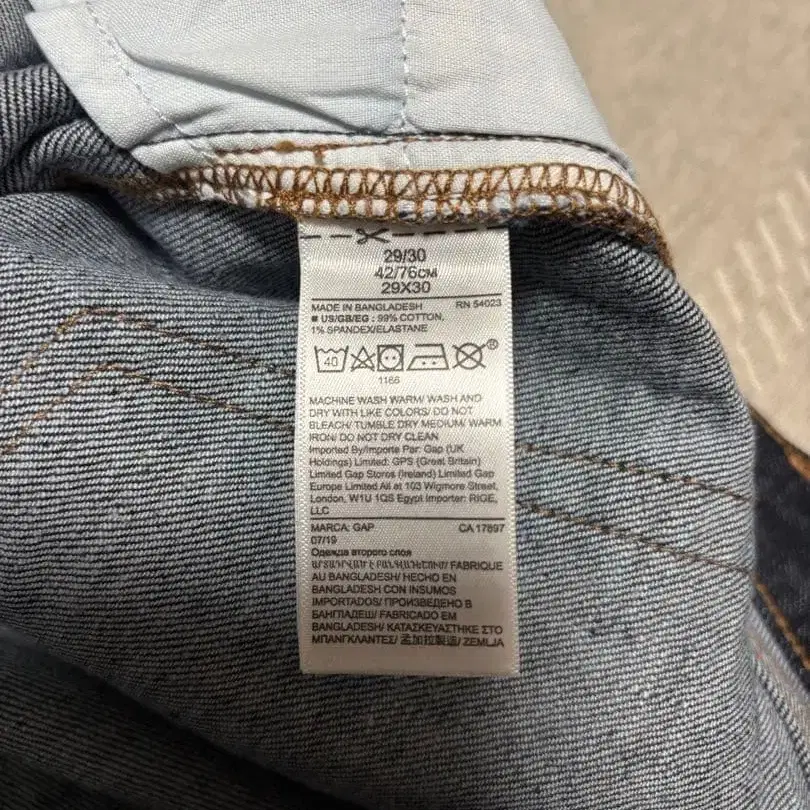 29/30
42/76CM
29X30
MADE IN BANGLADESH RN 54023
■ US/GB/EG : 99% COTTON,
1% SPANDEX/ELASTANE
40 ®
1166
MACHINE WASH WARM/ WASH AND
DRY WITH LIKE COLORS/ DO NOT
BLEACH/ TUMBLE DRY MEDIUM/ WARM
IRON/ DO NOT DRY CLEAN
Imported By/Importe Par: Gap (UK
Holdings) Limited: GPS (Great Britain)
Limited Gap Stores (Ireland) Limited Gap
Europe Limited All at 103 Wigmore Street,
London, W1U 1QS Egypt Importer: RIGE,
LLC
MARCA: GAP CA 17897
07/19
Одежда второго слоя
FABRIQUE
AU BANGLADESH/ HECHO EN
BANGLADESH CON INSUMOS
IMPORTADOS/ ПРОИЗВЕДЕНО В
БАНГЛАДЕШ/ FABRICADO EM
BANGLADESH/ ΚΑΤΑΣΚΕΥΑΣΤΗΚΕ ΣΤΟ
ΜΠΑΝΓΚΛΑΝΤΕΣ/ 孟加拉製造/ ZEMLJA